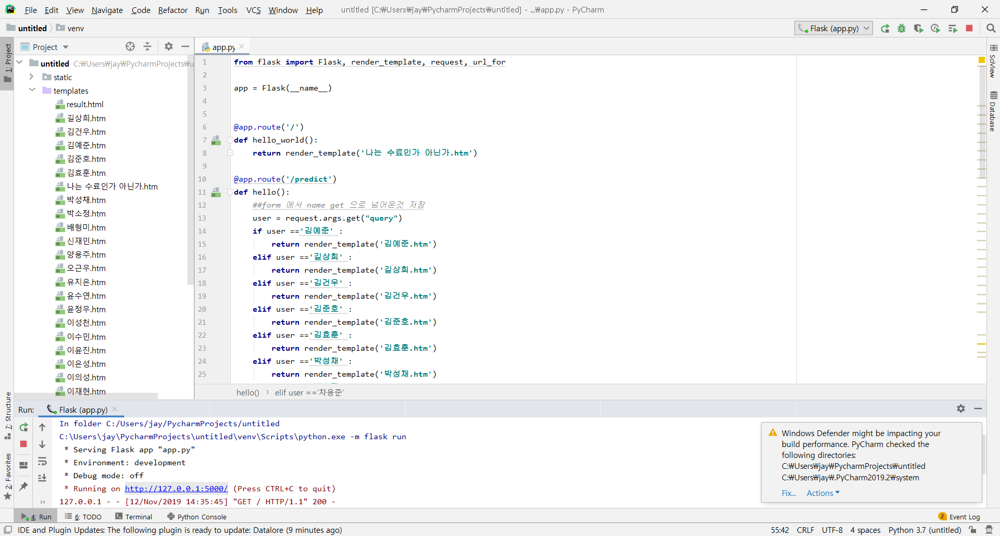 PC File Edit View Navigate Code Refactor Run Tools VCS Window Help untitled [C:₩Users₩jay₩PycharmProjects₩untitled] - ...₩app.py - PyCharm
untitled venv Flask (app.py)
1: Project
Project
app.py
untitled C:₩Users₩jay₩PycharmProjects₩u
static
templates
result.html
길상희.htm
김건우.htm
김예준.htm
김준호.htm
김효훈.htm
나는 수료인가 아닌가.htm
박성채.htm
박소정.htm
배형미.htm
신재민.htm
양용주.htm
오근우.htm
유지은.htm
윤수연.htm
윤정우.htm
이성천.htm
이수민.htm
이윤진.htm
이은성.htm
이의성.htm
이재현.htm
1 from flask import Flask, render_template, request, url_for
2
3 app = Flask(__name__)
4
5
6 @app.route('/')
7 def hello_world():
8 return render_template('나는 수료인가 아닌가.htm')
9
10 @app.route('/predict')
11 def hello():
12 ##form 에서 name get 으로 넘어온것 저장
13 user = request.args.get("query")
14 if user =='김예준' :
15 return render_template('김예준.htm')
16 elif user =='길상희' :
17 return render_template('길상희.htm')
18 elif user =='김건우' :
19 return render_template('김건우.htm')
20 elif user =='김준호' :
21 return render_template('김준호.htm')
22 elif user =='김효훈' :
23 return render_template('김효훈.htm')
24 elif user =='박성채' :
25 return render_template('박성채.htm')
hello() elif user =='차용준'
SciView
Database
7: Structure
2: Favorites
Run: Flask (app.py)
In folder C:/Users/jay/PycharmProjects/untitled
C:\Users\jay\PycharmProjects\untitled\venv\Scripts\python.exe -m flask run
* Serving Flask app "app.py"
* Environment: development
* Debug mode: off
* Running on http://127.0.0.1:5000/ (Press CTRL+C to quit)
127.0.0.1 - - [12/Nov/2019 14:35:45] "GET / HTTP/1.1" 200 -
Windows Defender might be impacting your
build performance. PyCharm checked the
following directories:
C:₩Users₩jay₩PycharmProjects₩untitled
C:₩Users₩jay₩.PyCharm2019.2₩system
Fix... Actions
4: Run 6: TODO Terminal Python Console 2 Event Log
IDE and Plugin Updates: The following plugin is ready to update: Datalore (9 minutes ago) 55:42 CRLF UTF-8 4 spaces Python 3.7 (untitled)